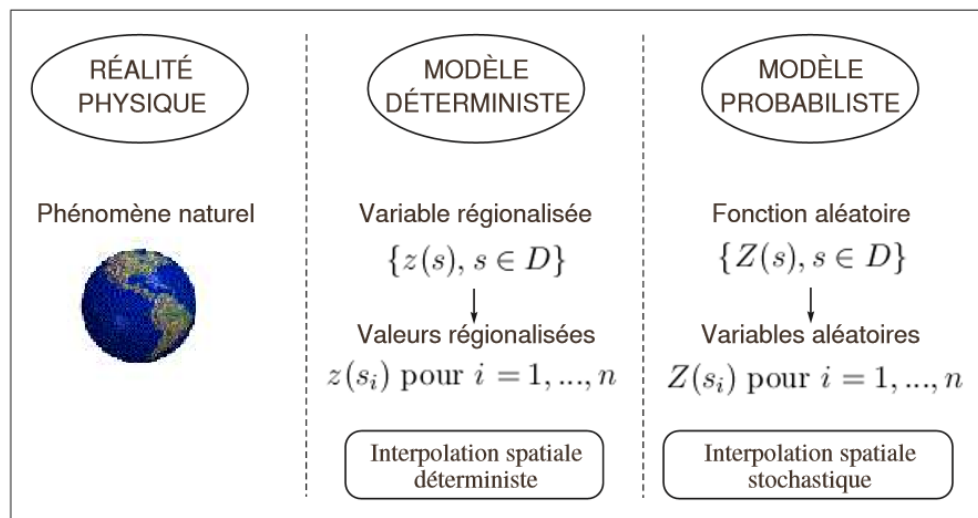 RÉALITÉ
PHYSIQUE
Phénomène naturel
MODÈLE
DÉTERMINISTE
Variable régionalisée
{z(s), s ∈ D}
Valeurs régionalisées
z(s_i) pour i = 1, ..., n
Interpolation spatiale
déterministe
MODÈLE
PROBABILISTE
Fonction aléatoire
{Z(s), s ∈ D}
Variables aléatoires
Z(s_i) pour i = 1, ..., n
Interpolation spatiale
stochastique